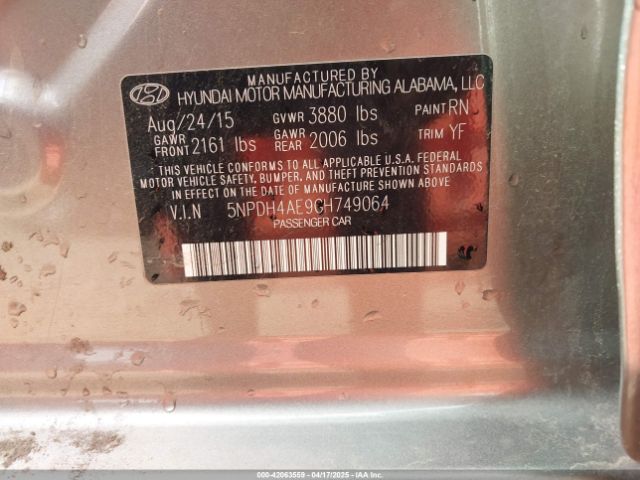 MANUFACTURED BY
HYUNDAI MOTOR MANUFACTURING ALABAMA, LLC
Aug/24/15 GVWR 3880 lbs PAINT RN
GAWR FRONT 2161 lbs GAWR REAR 2006 lbs TRIM YF
THIS VEHICLE CONFORMS TO ALL APPLICABLE U.S.A. FEDERAL
MOTOR VEHICLE SAFETY, BUMPER, AND THEFT PREVENTION STANDARDS
IN EFFECT ON THE DATE OF MANUFACTURE SHOWN ABOVE.
V.I.N 5NPDH4AE9GH749064
PASSENGER CAR
000-42063559 - 04/17/2025 - IAA Inc.